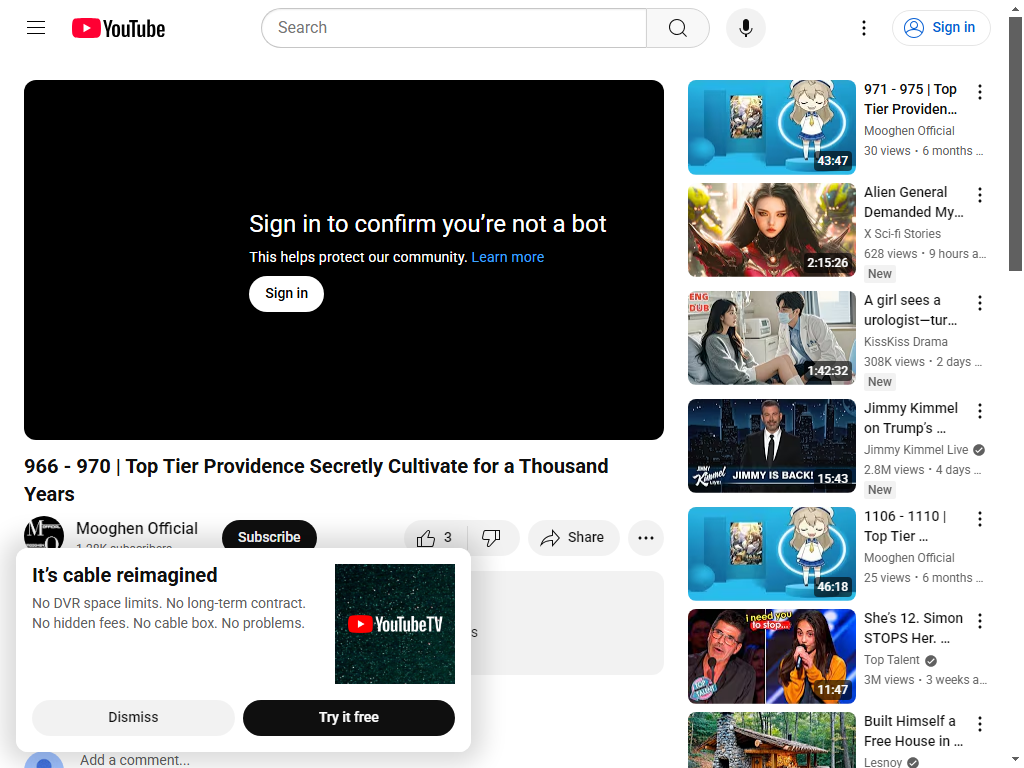 YouTube
Search
Sign in
Sign in to confirm you’re not a bot
This helps protect our community. Learn more
Sign in
966 - 970 | Top Tier Providence Secretly Cultivate for a Thousand
Years
Mooghen Official
Subscribe
3
Share
It’s cable reimagined
No DVR space limits. No long-term contract.
No hidden fees. No cable box. No problems.
YouTubeTV
Dismiss
Try it free
Add a comment...
971 - 975 | Top
Tier Providen…
Mooghen Official
30 views • 6 months …
43:47
Alien General
Demanded My…
X Sci-fi Stories
628 views • 9 hours a…
New
2:15:26
ENG
DUB
A girl sees a
urologist—tur…
KissKiss Drama
308K views • 2 days …
New
1:42:32
Jimmy Kimmel
on Trump’s …
Jimmy Kimmel Live
2.8M views • 4 days …
New
JIMMY
Kimmel
LIVE!
JIMMY IS BACK!
15:43
1106 - 1110 |
Top Tier …
Mooghen Official
25 views • 6 months …
46:18
She’s 12. Simon
STOPS Her. …
Top Talent
3M views • 3 weeks a…
i need you
to stop...
TOP
TALENT
11:47
Built Himself a
Free House in …
Lesnoy